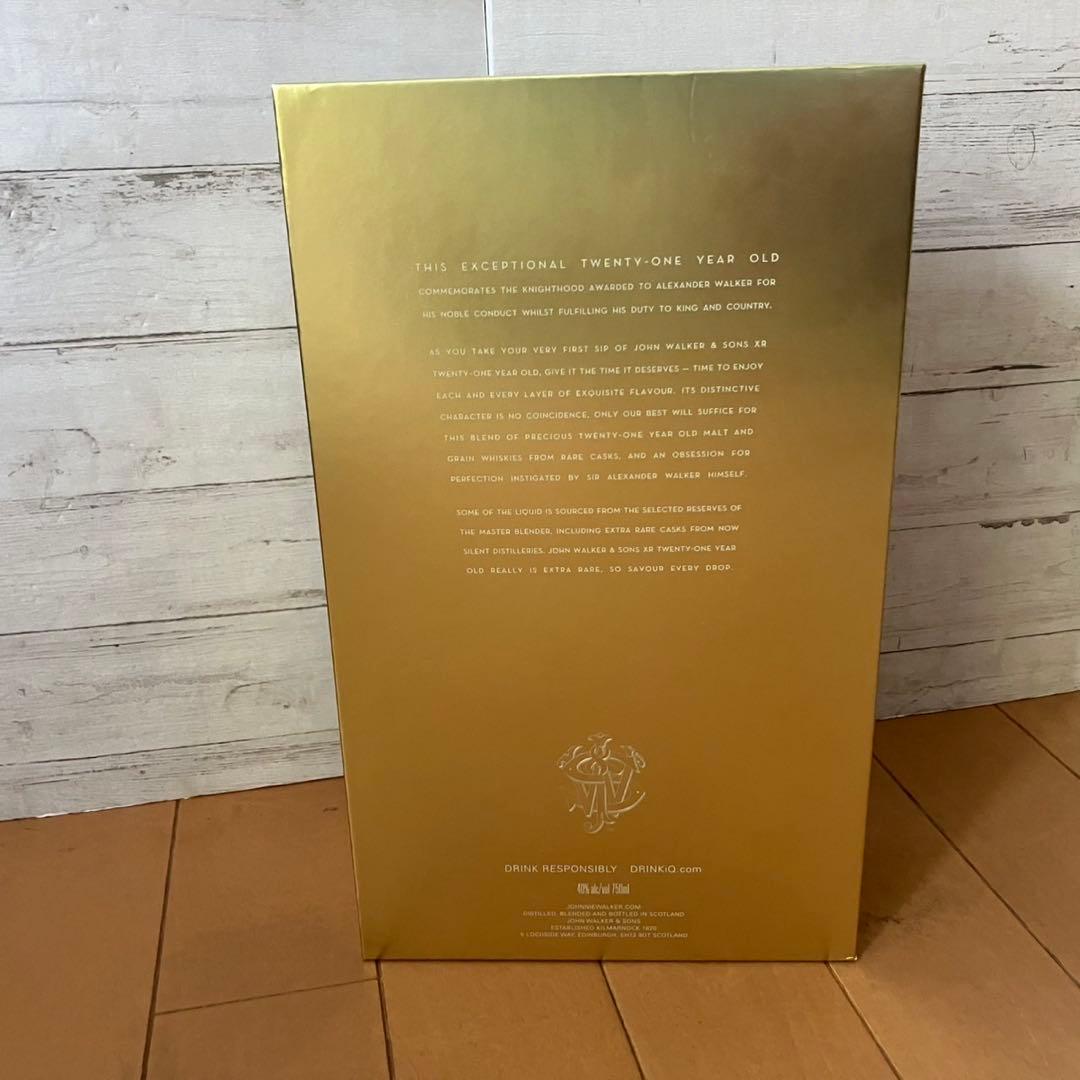 THIS EXCEPTIONAL TWENTY-ONE YEAR OLD
COMMEMORATES THE KNIGHTHOOD AWARDED TO ALEXANDER WALKER FOR
HIS NOBLE CONDUCT WHILST FULFILLING HIS DUTY TO KING AND COUNTRY.
AS YOU TAKE YOUR VERY FIRST SIP OF JOHN WALKER & SONS XR
TWENTY-ONE YEAR OLD, GIVE IT THE TIME IT DESERVES – TIME TO ENJOY
EACH AND EVERY LAYER OF EXQUISITE FLAVOUR. ITS DISTINCTIVE
CHARACTER IS NO COINCIDENCE, ONLY OUR BEST WILL SUFFICE FOR
THIS BLEND OF PRECIOUS TWENTY-ONE YEAR OLD MALT AND
GRAIN WHISKIES FROM RARE CASKS, AND AN OBSESSION FOR
PERFECTION INSTIGATED BY SIR ALEXANDER WALKER HIMSELF.
SOME OF THE LIQUID IS SOURCED FROM THE SELECTED RESERVES OF
THE MASTER BLENDER, INCLUDING EXTRA RARE CASKS FROM NOW
SILENT DISTILLERIES. JOHN WALKER & SONS XR TWENTY-ONE YEAR
OLD REALLY IS EXTRA RARE, SO SAVOUR EVERY DROP.
DRINK RESPONSIBLY DRINKiQ.com
40% alc/vol 750ml
JOHNNIEWALKER.COM
DISTILLED, BLENDED AND BOTTLED IN SCOTLAND
JOHN WALKER & SONS
ESTABLISHED KILMARNOCK 1820
5 LOCHSIDE WAY, EDINBURGH, EH12 9DT SCOTLAND